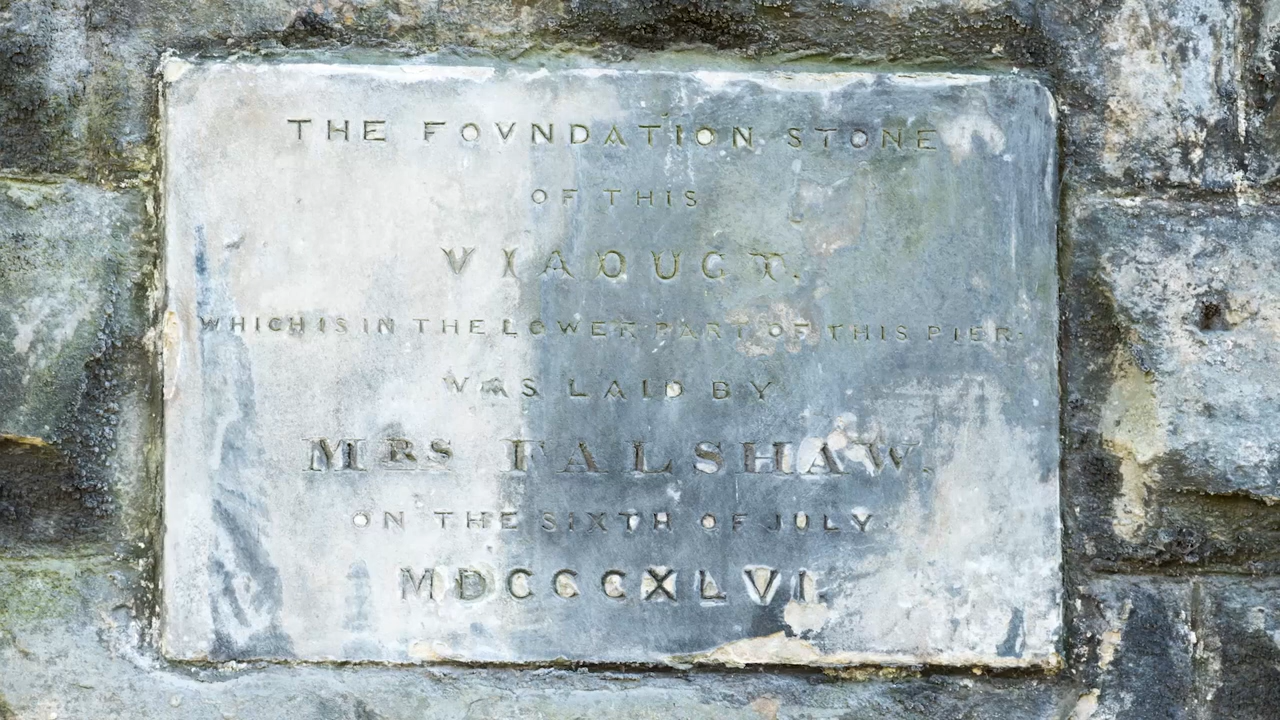 THE FOVNDATION STONE
OF THIS
VIADUCT.
WHICH IS IN THE LOWER PART OF THIS PIER.
WAS LAID BY
MRS FALSHAW.
ON THE SIXTH OF JULY
MDCCCXLVI.